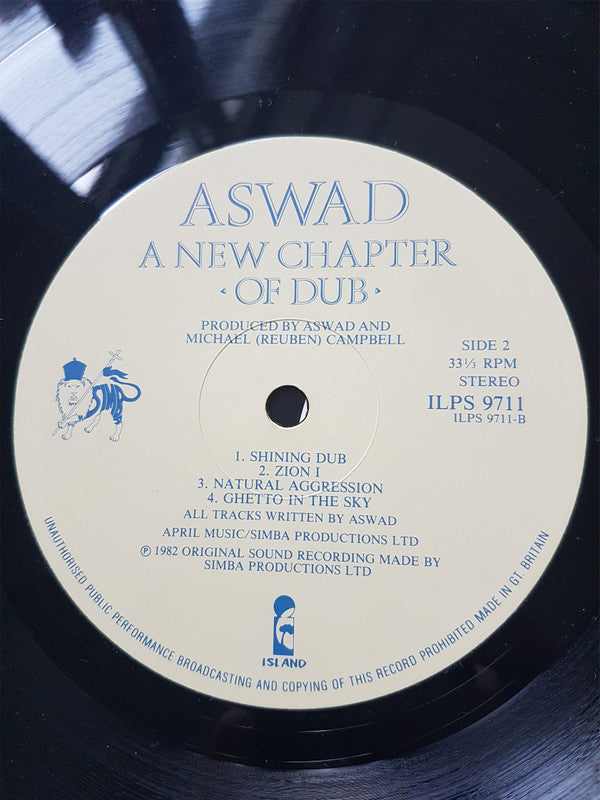 ASWAD
A NEW CHAPTER
· OF DUB ·
PRODUCED BY ASWAD AND
MICHAEL (REUBEN) CAMPBELL
SIDE 2
33⅓ RPM
STEREO
ILPS 9711
ILPS 9711-B
SIMBA
1. SHINING DUB
2. ZION I
3. NATURAL AGGRESSION
4. GHETTO IN THE SKY
ALL TRACKS WRITTEN BY ASWAD
APRIL MUSIC/SIMBA PRODUCTIONS LTD
℗ 1982 ORIGINAL SOUND RECORDING MADE BY
SIMBA PRODUCTIONS LTD
ISLAND
UNAUTHORISED PUBLIC PERFORMANCE BROADCASTING AND COPYING OF THIS RECORD PROHIBITED MADE IN GT. BRITAIN